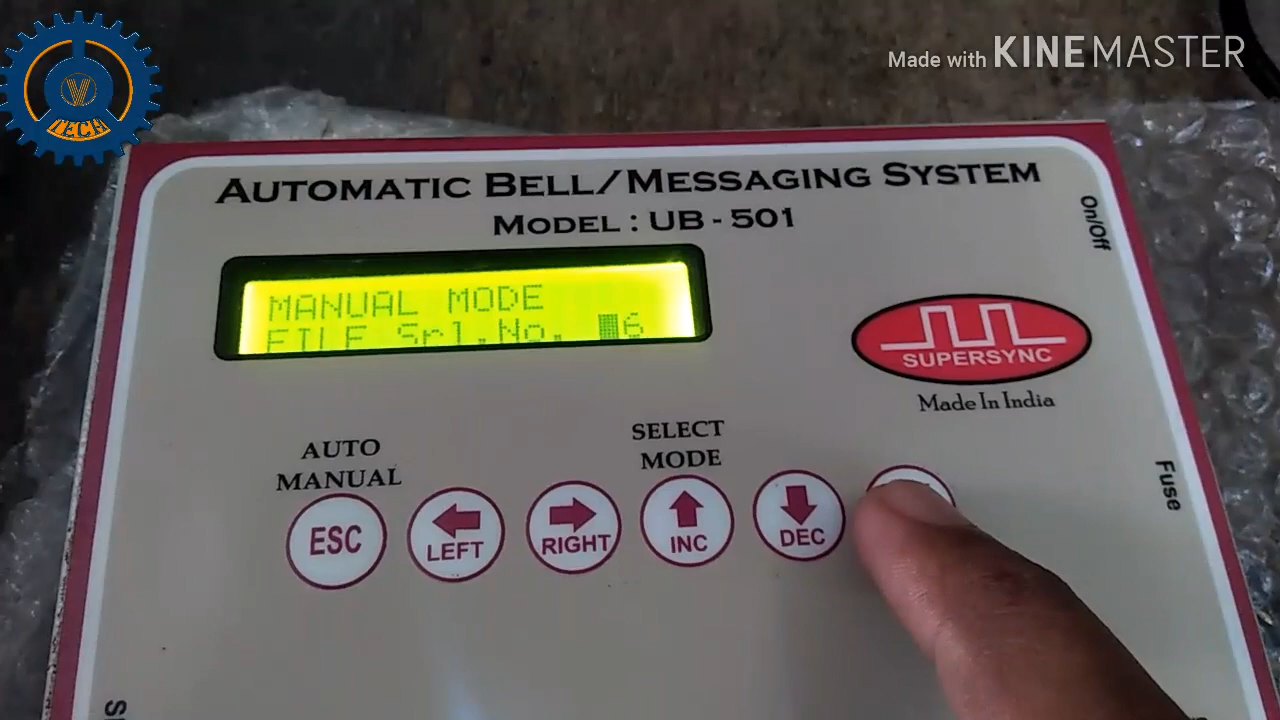 V
TECH
Made with KINEMASTER
AUTOMATIC BELL/MESSAGING SYSTEM
MODEL : UB - 501
On/Off
MANUAL MODE
FILE Srl.No. 6
SUPERSYNC
Made In India
AUTO
MANUAL
SELECT
MODE
Fuse
ESC
LEFT
RIGHT
INC
DEC